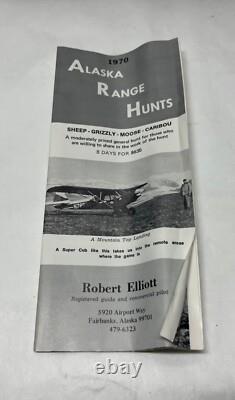 1970
ALASKA
RANGE
HUNTS
SHEEP - GRIZZLY - MOOSE - CARIBOU
A moderately priced general hunt for those who
are willing to share in the work of the hunt
8 DAYS FOR $635
A Mountain Top Landing
A Super Cub like this takes us into the remote areas
where the game is
Robert Elliott
Registered guide and commercial pilot
5920 Airport Way
Fairbanks, Alaska 99701
479-6323
© 222bh